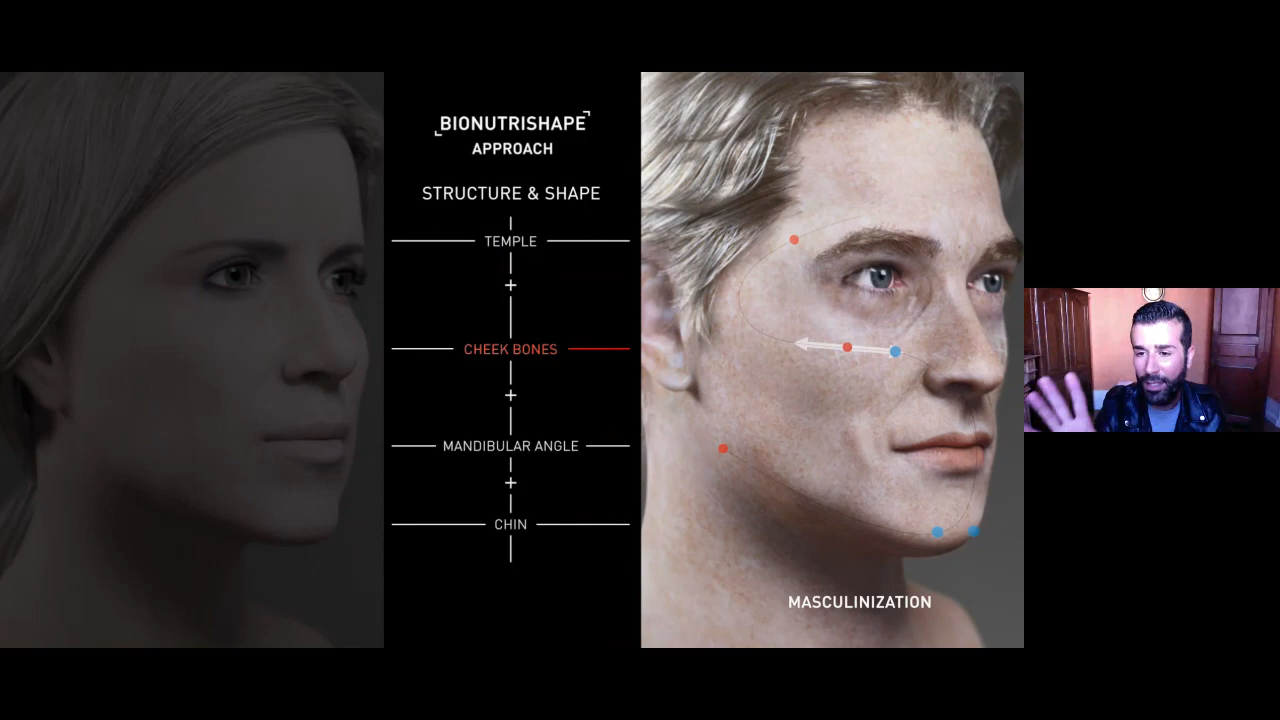 BIONUTRISHAPE
APPROACH
STRUCTURE & SHAPE
TEMPLE
+
CHEEK BONES
+
MANDIBULAR ANGLE
+
CHIN
MASCULINIZATION